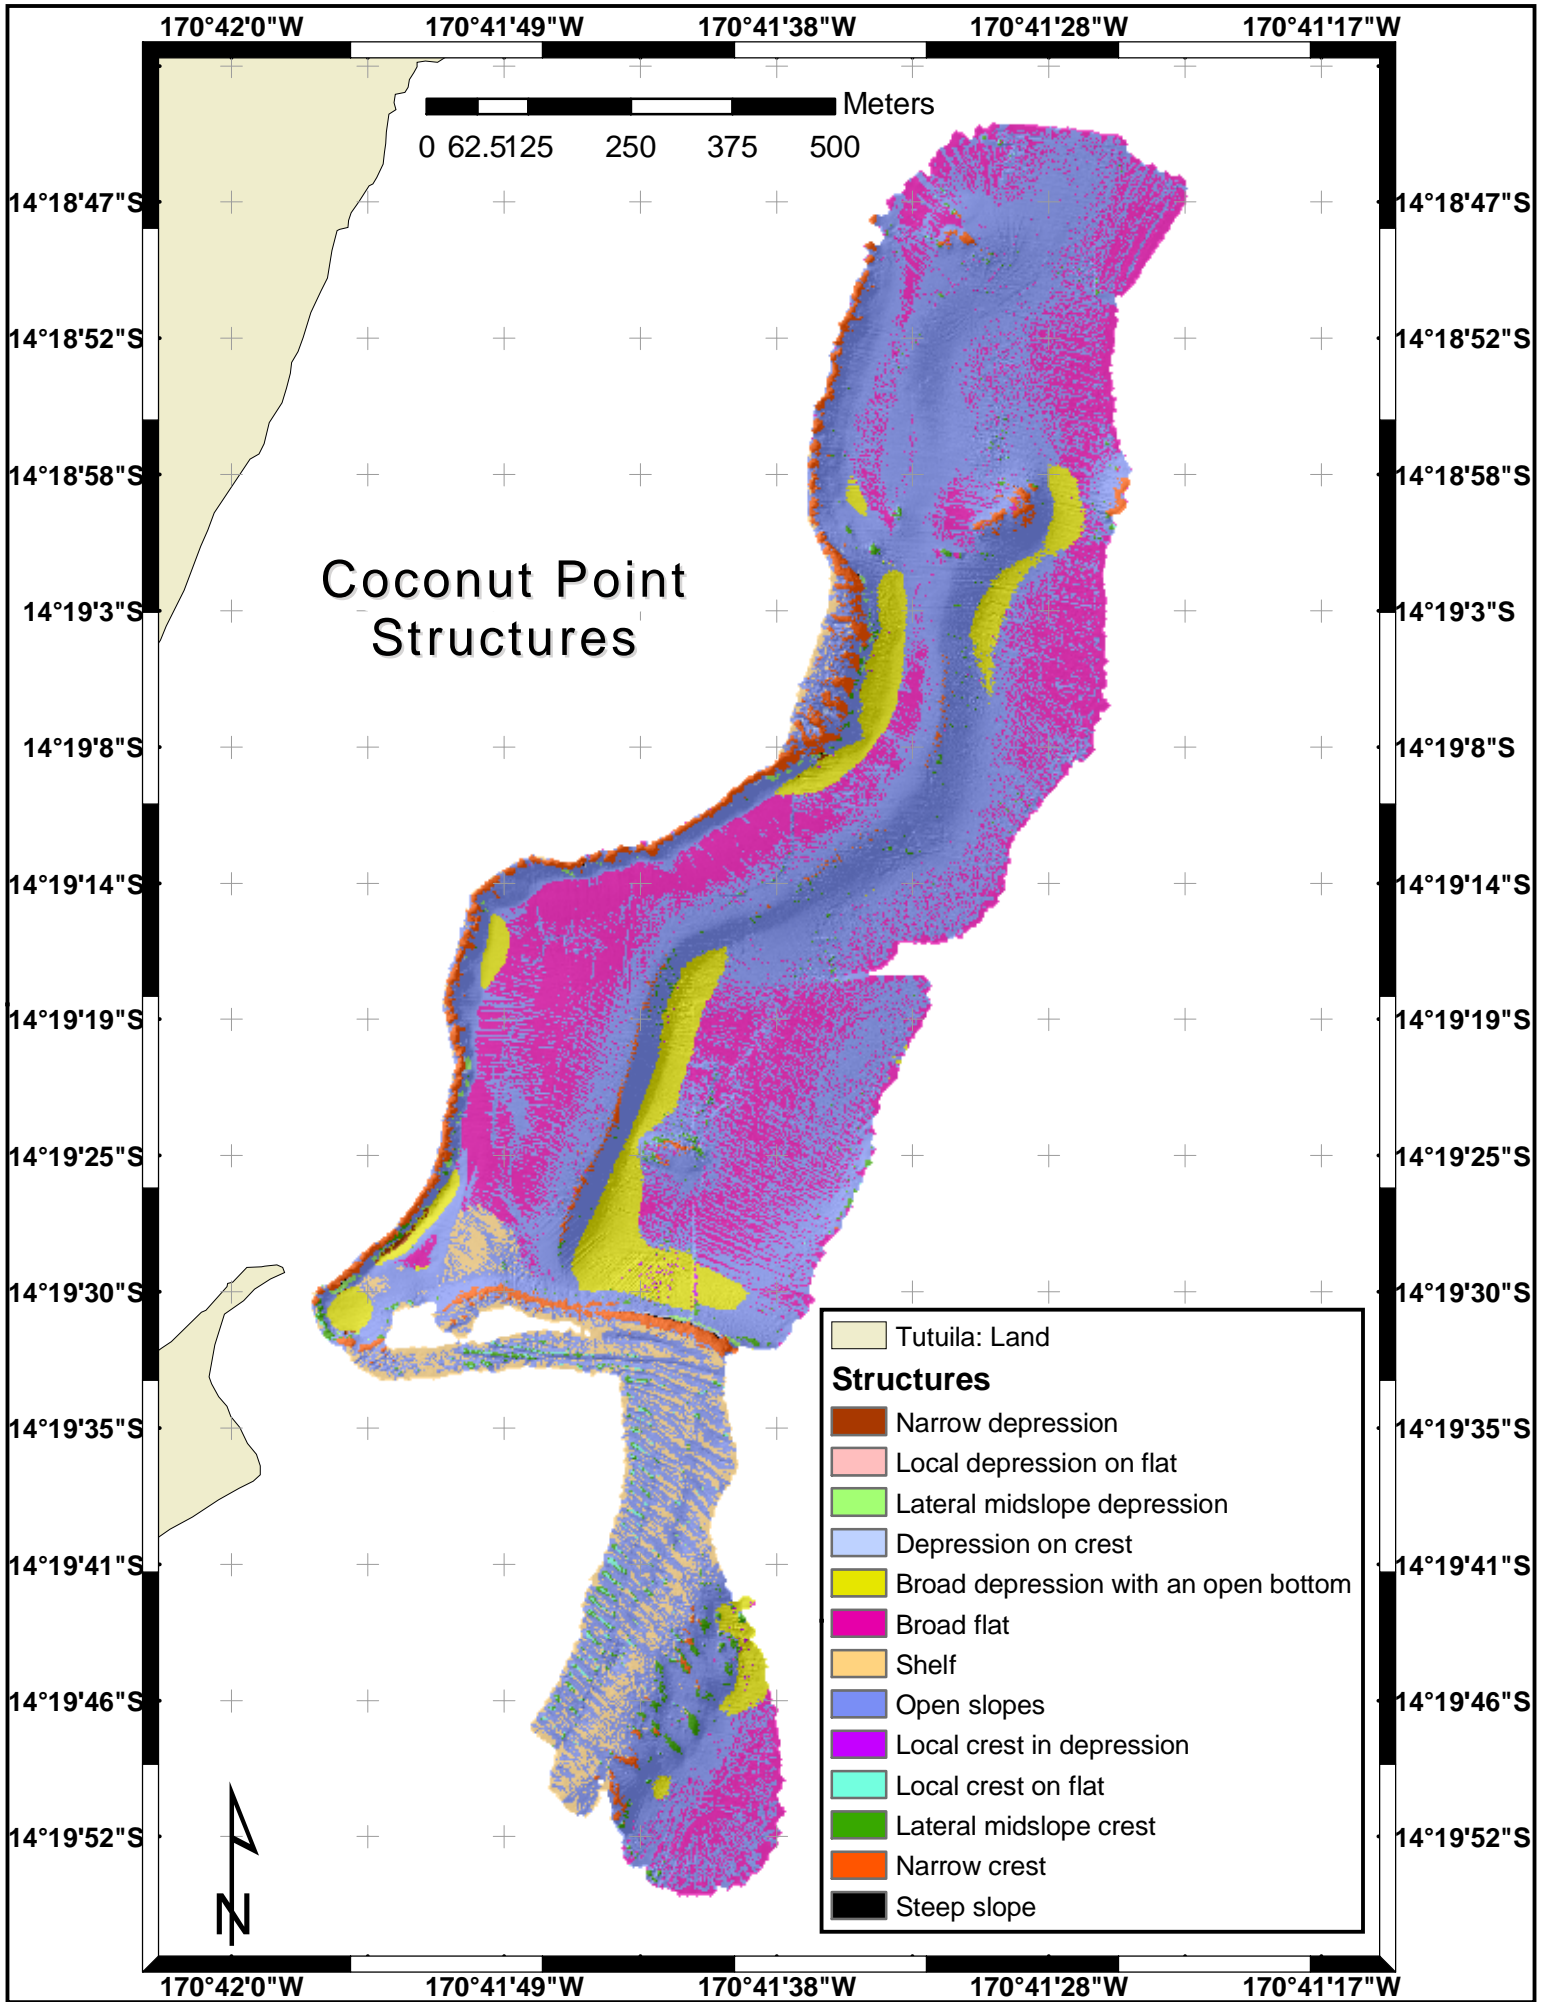 170°42'0"W 170°41'49"W 170°41'38"W 170°41'28"W 170°41'17"W
Meters
0 62.5125 250 375 500
14°18'47"S 14°18'47"S
14°18'52"S 14°18'52"S
14°18'58"S 14°18'58"S
Coconut Point
Structures
14°19'3"S 14°19'3"S
14°19'8"S 14°19'8"S
14°19'14"S 14°19'14"S
14°19'19"S 14°19'19"S
14°19'25"S 14°19'25"S
14°19'30"S 14°19'30"S
Tutuila: Land
Structures
Narrow depression
14°19'35"S 14°19'35"S
Local depression on flat
Lateral midslope depression
Depression on crest
14°19'41"S 14°19'41"S
Broad depression with an open bottom
Broad flat
Shelf
14°19'46"S 14°19'46"S
Open slopes
Local crest in depression
Local crest on flat
Lateral midslope crest
14°19'52"S 14°19'52"S
Narrow crest
Steep slope
N
170°42'0"W 170°41'49"W 170°41'38"W 170°41'28"W 170°41'17"W